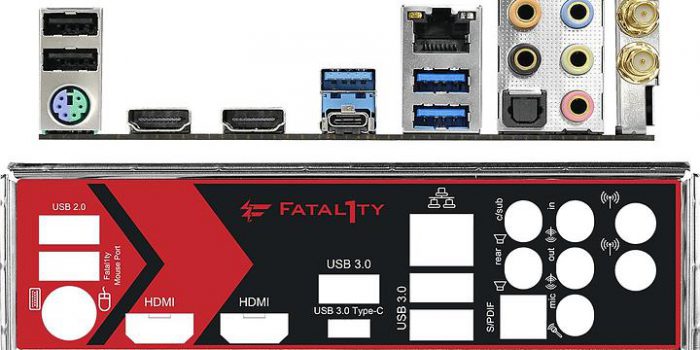 FATAL1TY
USB 2.0
Fatal1ty
Mouse Port
HDMI
HDMI
USB 3.0
USB 3.0 Type-C
USB 3.0
c/sub
in
rear
out
mic
S/PDIF